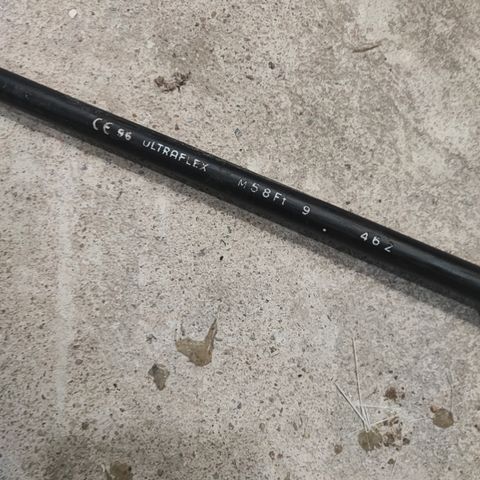 CE 96 ULTRAFLEX M58Ft 9 . 462